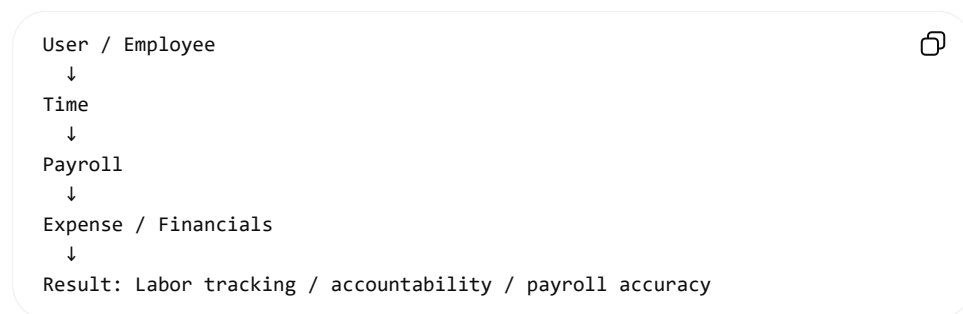 User / Employee
↓
Time
↓
Payroll
↓
Expense / Financials
↓
Result: Labor tracking / accountability / payroll accuracy